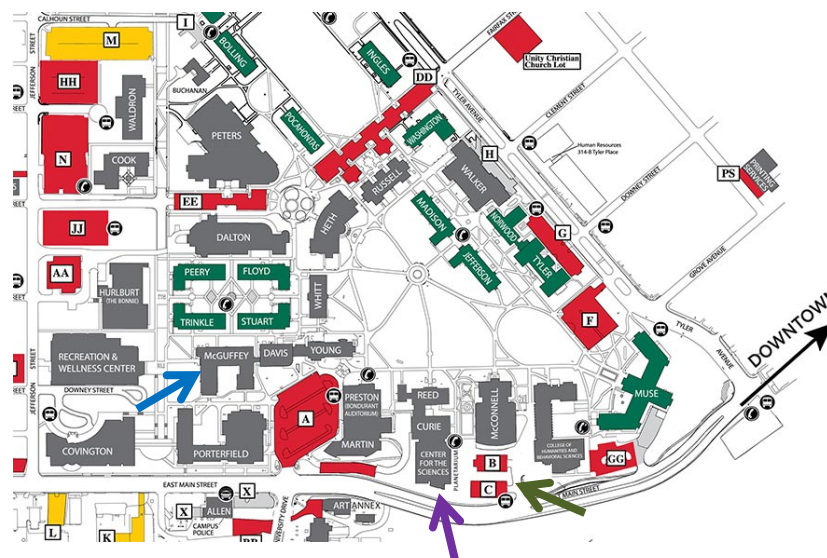 CALHOUN STREET
I
M
BOLLING
INGLES
FAIRFAX STREET
Unity Christian
Church Lot
STREET
JEFFERSON
HH
DD
TYLER AVENUE
CLEMENT STREET
BUCHANAN
WALDRON
POCAHONTAS
WASHINGTON
PETERS
N
COOK
H
Human Resources
314-B Tyler Place
PRINTING
SERVICES
PS
RUSSELL
WALKER
DOWNEY STREET
EE
MADISON
NORWOOD
G
JJ
HETH
DALTON
JEFFERSON
TYLER
GROVE AVENUE
AA
PEERY
FLOYD
HURLBURT
(THE BONNIE)
WHITT
TRINKLE
STUART
F
TYLER
AVENUE
DOWNTOWN
STREET
RECREATION &
WELLNESS CENTER
McGUFFEY
DAVIS
YOUNG
DOWNEY STREET
JEFFERSON
MUSE
PRESTON
(BONDURANT
AUDITORIUM)
REED
McCONNELL
A
CURIE
COVINGTON
PORTERFIELD
MARTIN
CENTER
FOR THE
SCIENCES
PLANETARIUM
COLLEGE OF
HUMANITIES AND
BEHAVIORAL SCIENCES
B
GG
C
EAST MAIN STREET
MAIN STREET
X
X
ALLEN
CAMPUS
POLICE
ART ANNEX
L
K